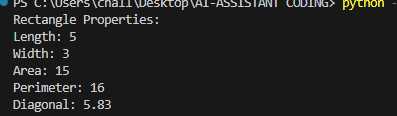 PS C:\Users\chall\Desktop\AI-ASSISTANT CODING> python -
Rectangle Properties:
Length: 5
Width: 3
Area: 15
Perimeter: 16
Diagonal: 5.83